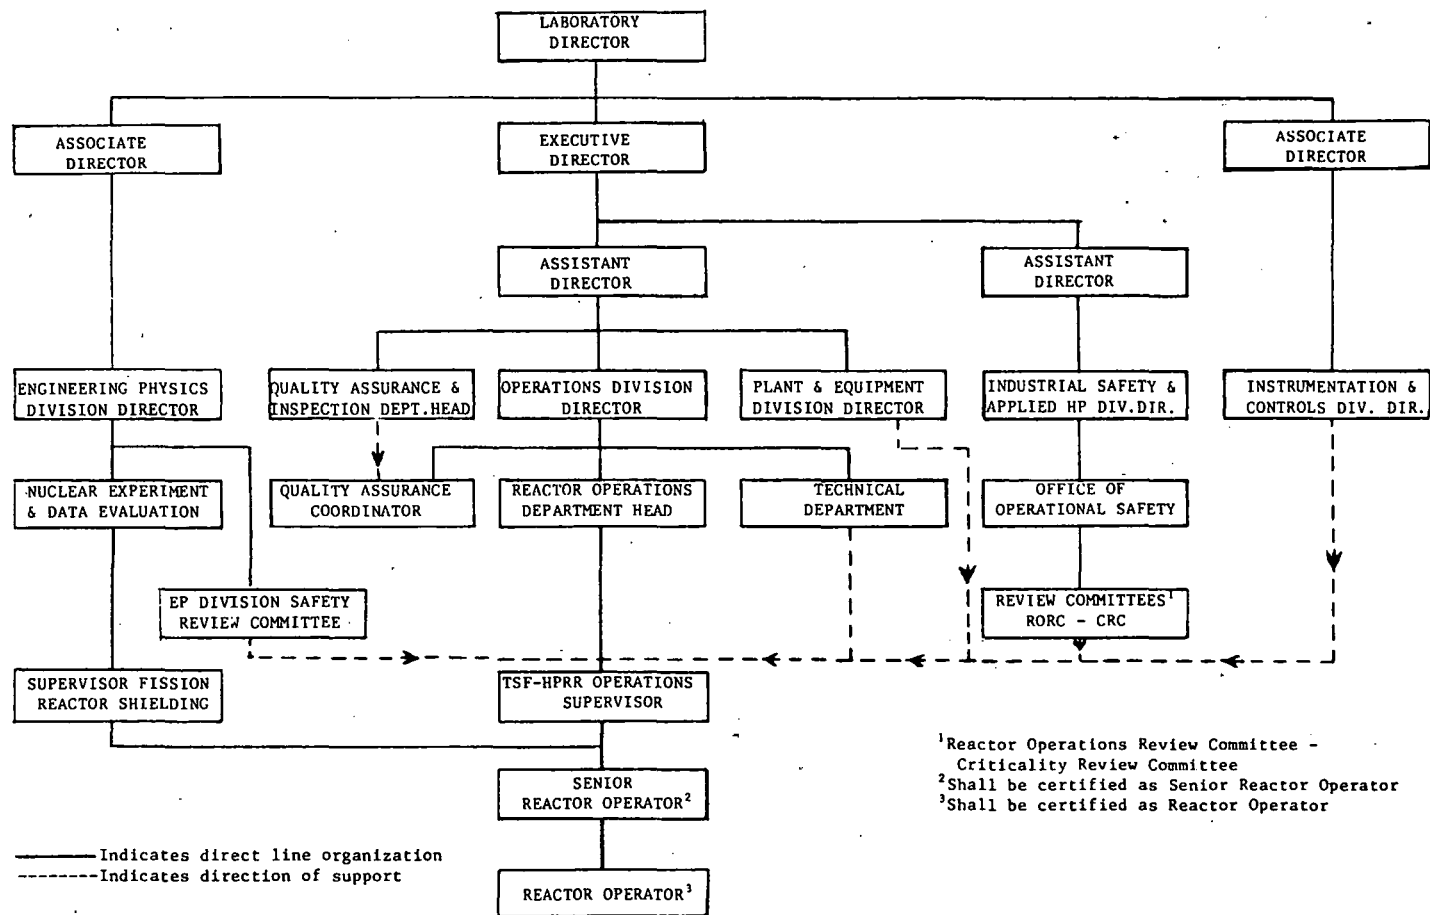 LABORATORY
DIRECTOR
ASSOCIATE
DIRECTOR
EXECUTIVE
DIRECTOR
ASSOCIATE
DIRECTOR
ASSISTANT
DIRECTOR
ASSISTANT
DIRECTOR
ENGINEERING PHYSICS
DIVISION DIRECTOR
QUALITY ASSURANCE &
INSPECTION DEPT.HEAD
OPERATIONS DIVISION
DIRECTOR
PLANT & EQUIPMENT
DIVISION DIRECTOR
INDUSTRIAL SAFETY &
APPLIED HP DIV.DIR.
INSTRUMENTATION &
CONTROLS DIV. DIR.
NUCLEAR EXPERIMENT
& DATA EVALUATION
QUALITY ASSURANCE
COORDINATOR
REACTOR OPERATIONS
DEPARTMENT HEAD
TECHNICAL
DEPARTMENT
OFFICE OF
OPERATIONAL SAFETY
EP DIVISION SAFETY
REVIEW COMMITTEE
REVIEW COMMITTEES¹
RORC - CRC
SUPERVISOR FISSION
REACTOR SHIELDING
TSF-HPRR OPERATIONS
SUPERVISOR
SENIOR
REACTOR OPERATOR²
REACTOR OPERATOR³
¹Reactor Operations Review Committee -
Criticality Review Committee
²Shall be certified as Senior Reactor Operator
³Shall be certified as Reactor Operator
Indicates direct line organization
Indicates direction of support